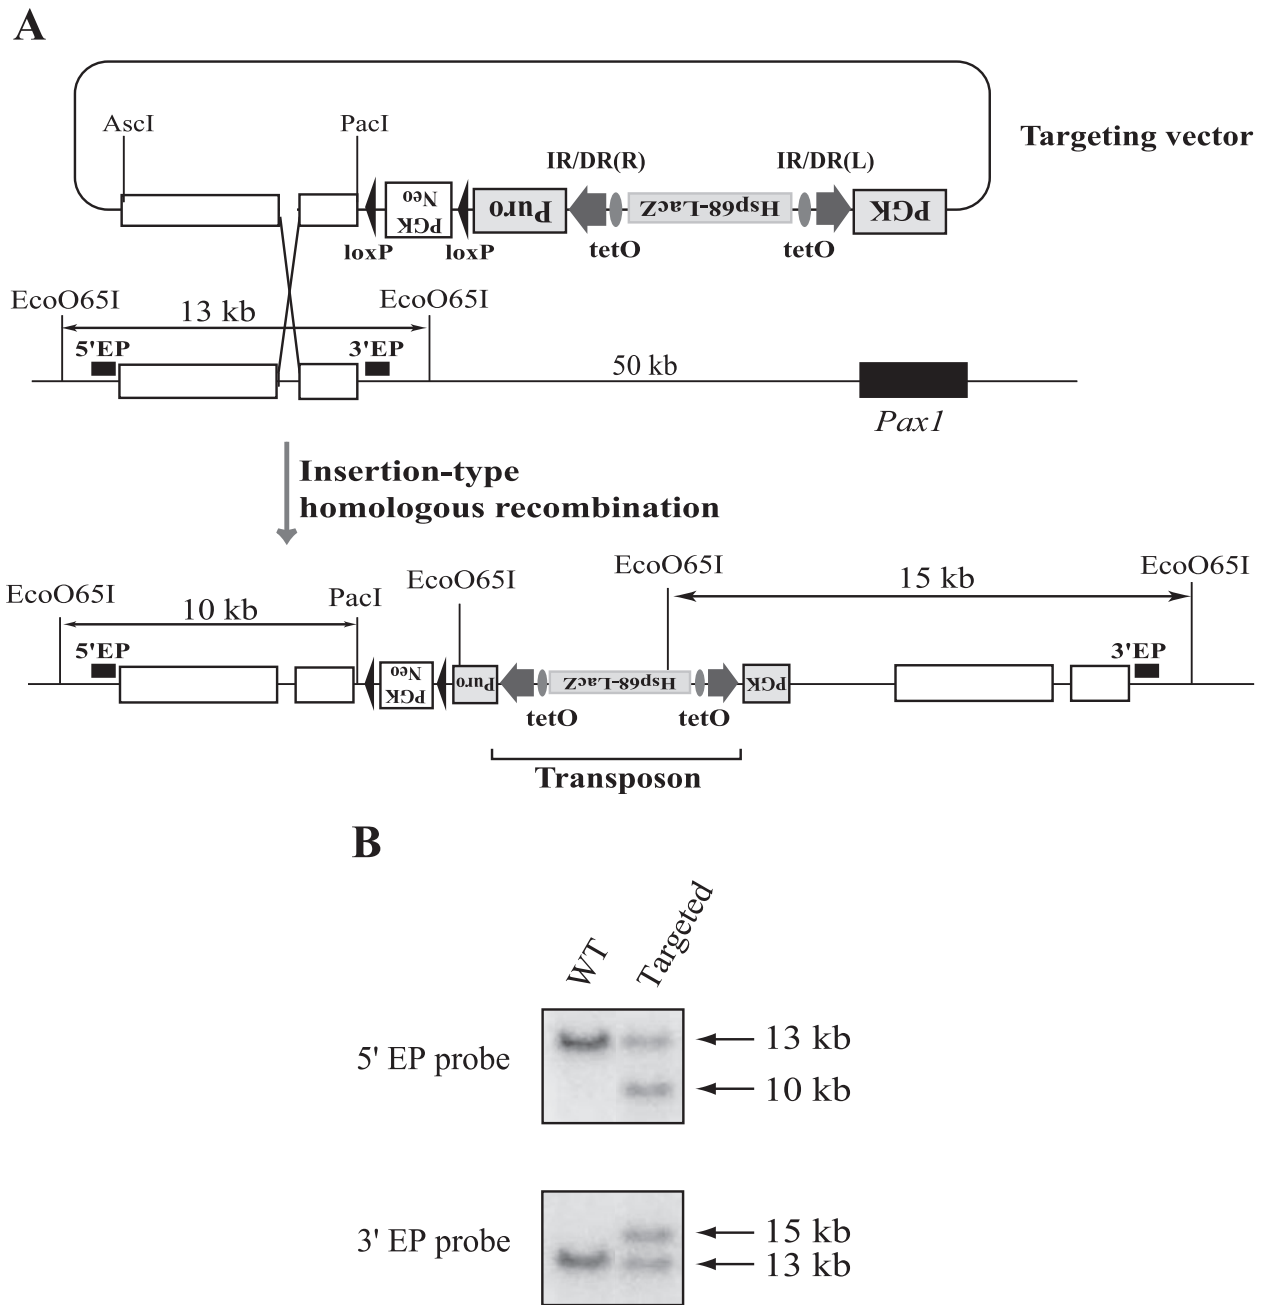 A
AscI
PacI
Targeting vector
IR/DR(R)
IR/DR(L)
PGK
Neo
Puro
Hsp68-LacZ
PGK
loxP
loxP
tetO
tetO
EcoO65I
13 kb
EcoO65I
5'EP
3'EP
50 kb
Pax1
Insertion-type
homologous recombination
EcoO65I
10 kb
PacI
EcoO65I
EcoO65I
15 kb
EcoO65I
5'EP
3'EP
PGK
Neo
Puro
Hsp68-LacZ
PGK
tetO
tetO
Transposon
B
WT
Targeted
5' EP probe
13 kb
10 kb
3' EP probe
15 kb
13 kb